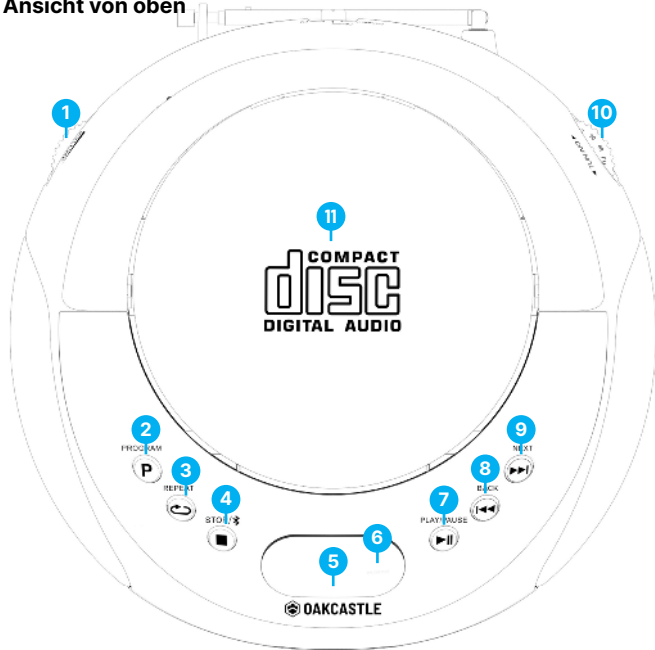 Ansicht von oben
1
10
TUNING
11
COMPACT
disc
DIGITAL AUDIO
2
PROGRAM
P
9
NEXT
3
REPEAT
8
BACK
4
STOP/
7
PLAY/PAUSE
6
5
OAKCASTLE